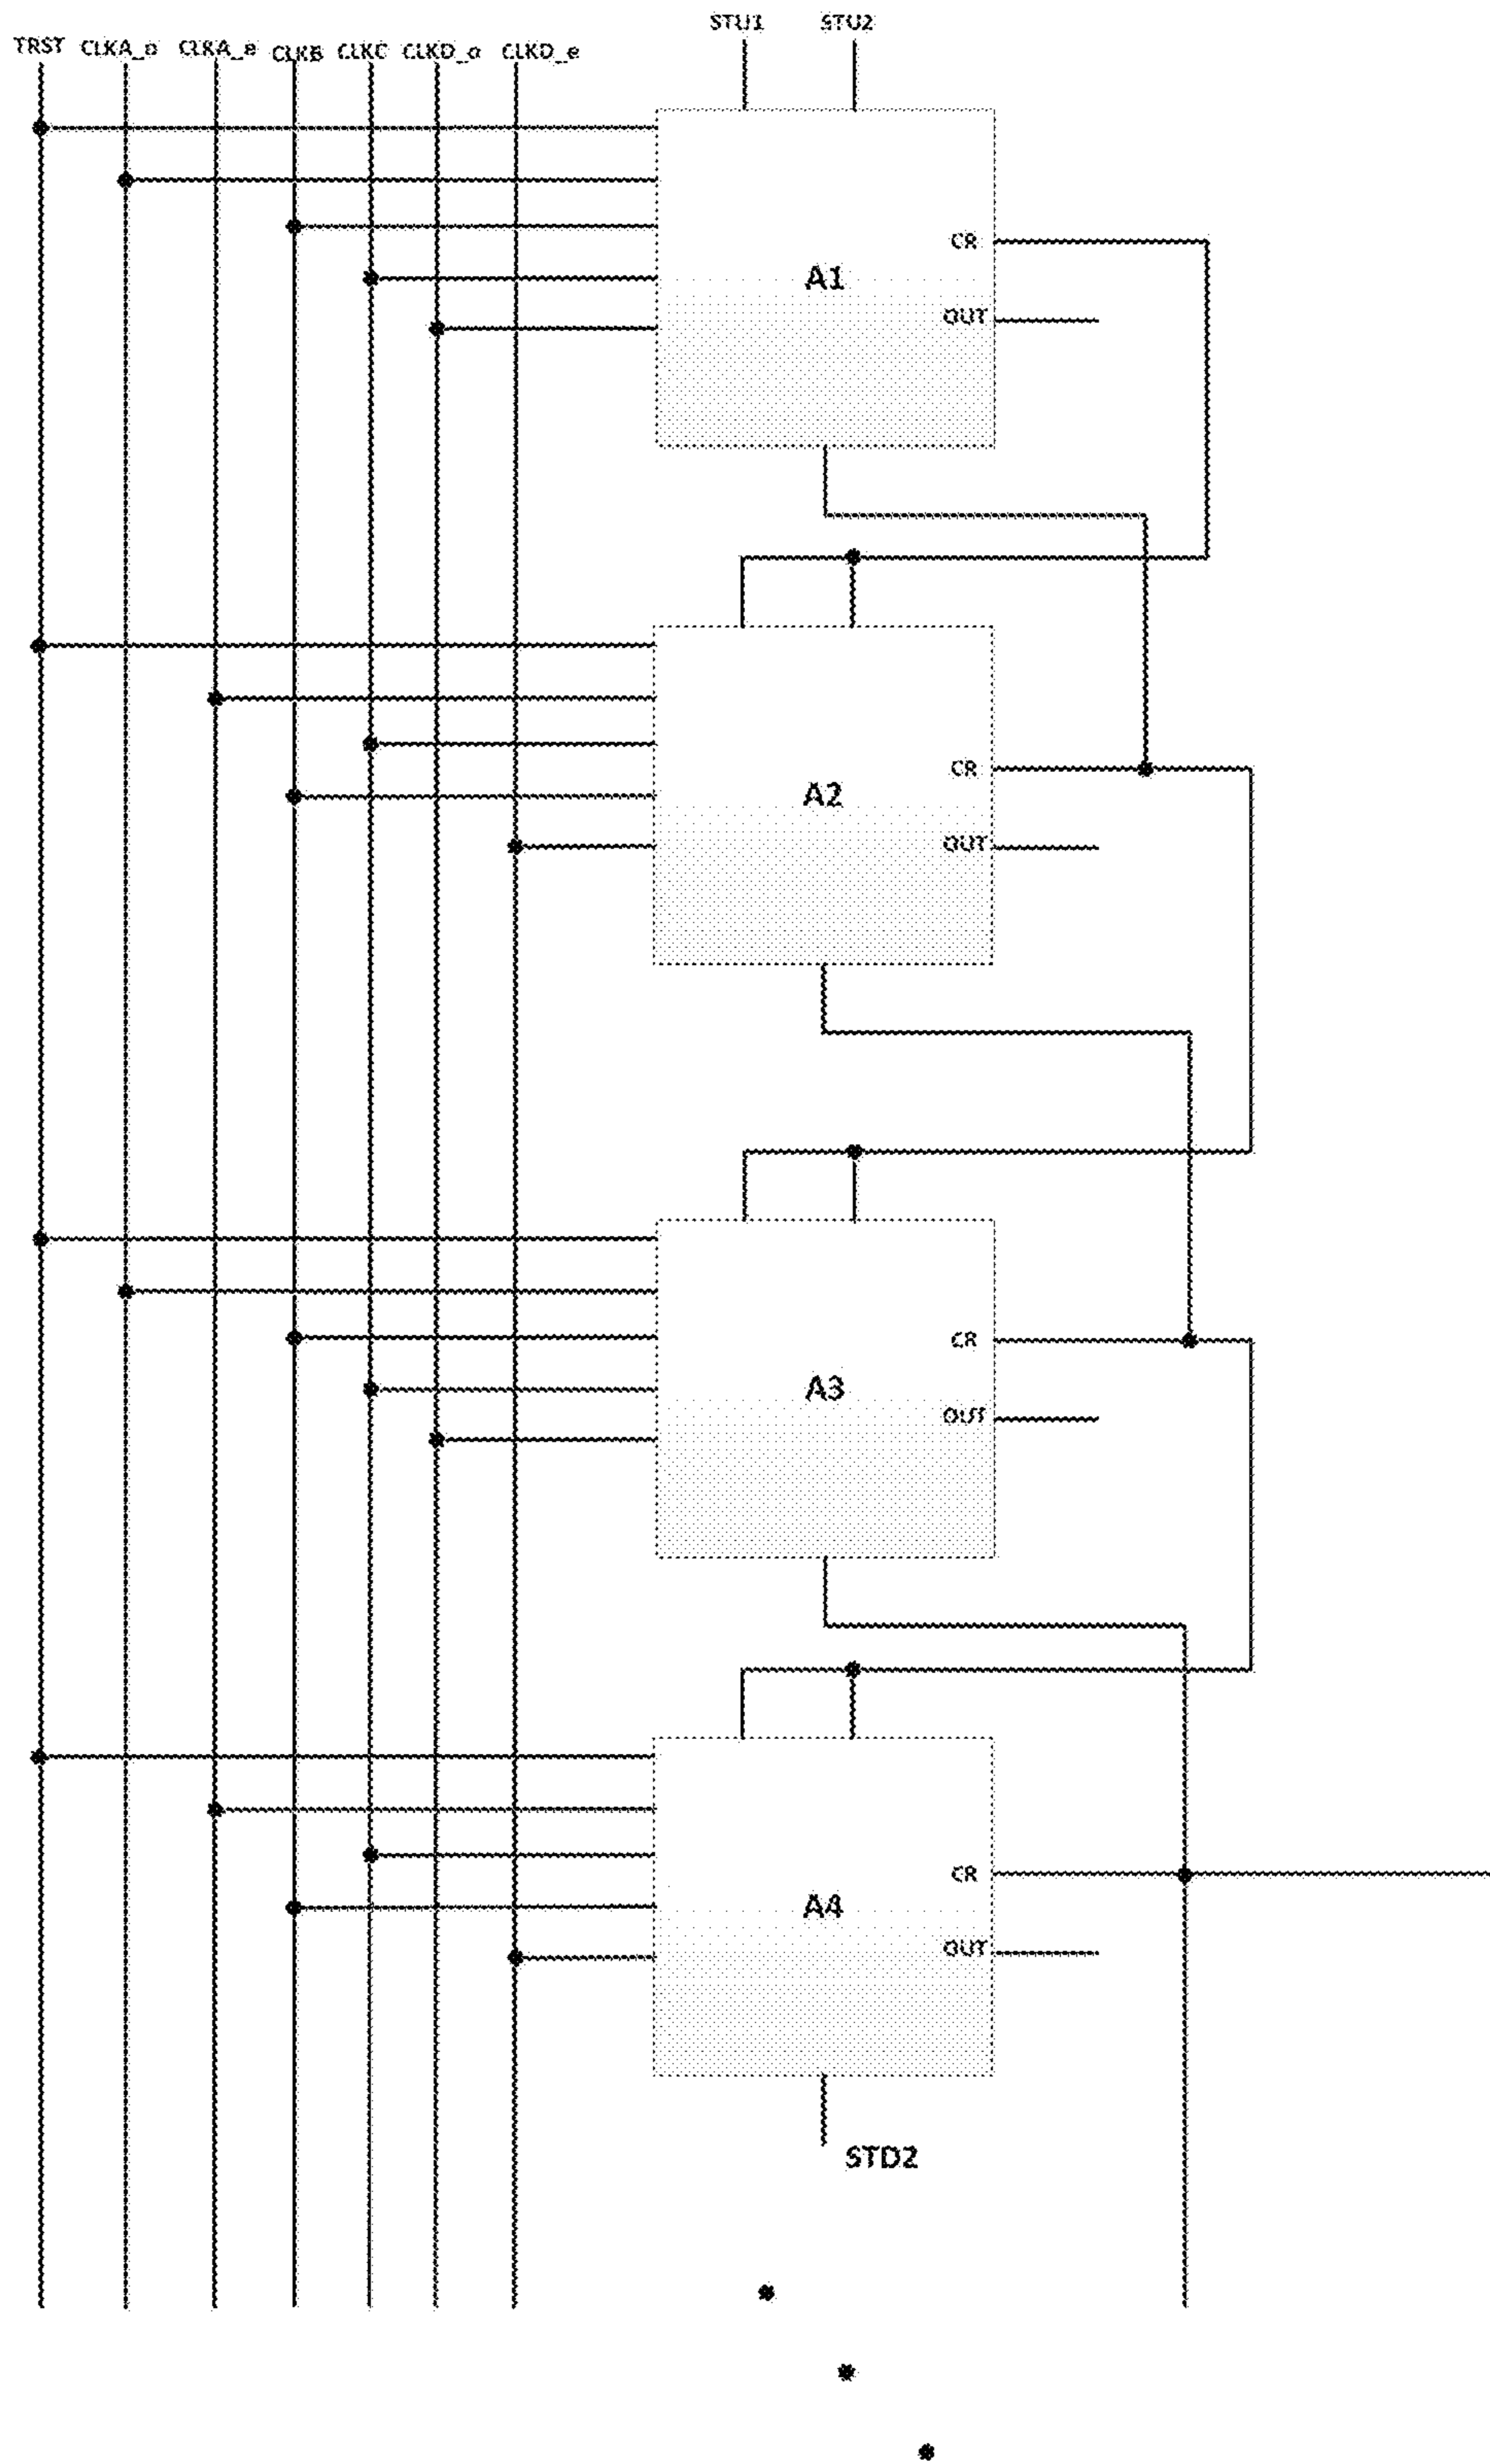 STU1 STU2
TRST CLKA_o CLKA_e CLKB CLKC CLKD_o CLKD_e
CR
A1
OUT
CR
A2
OUT
CR
A3
OUT
CR
A4
OUT
STD2